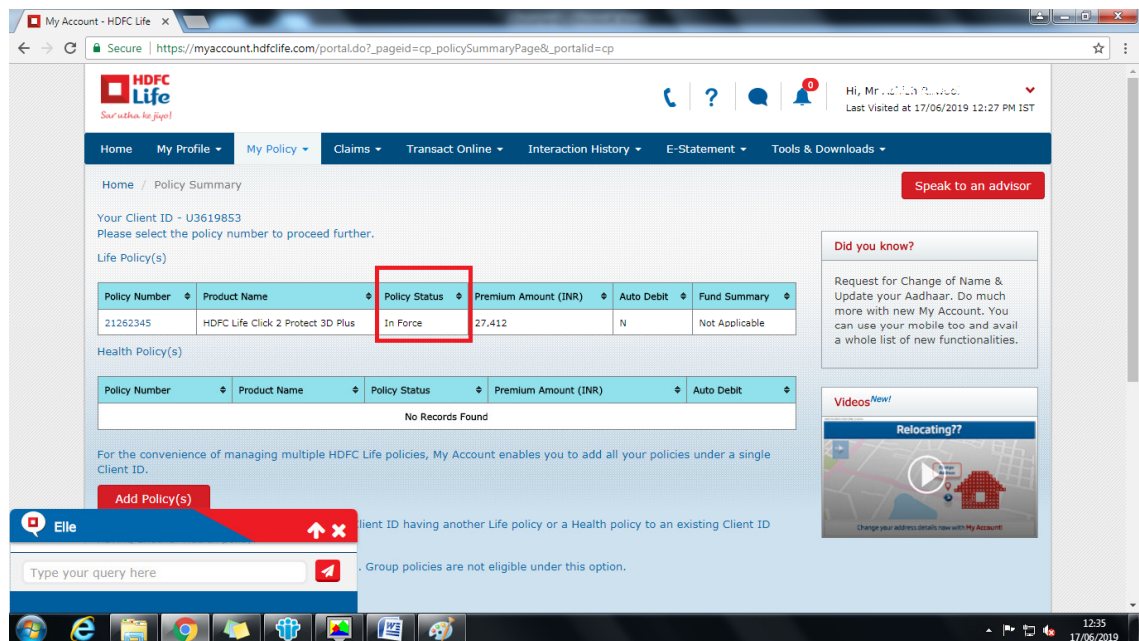 My Account - HDFC Life
Secure | https://myaccount.hdfclife.com/portal.do?_pageid=cp_policySummaryPage&_portalid=cp
HDFC
Life
Sar utha ke jiyo!
0
Hi, Mr
Last Visited at 17/06/2019 12:27 PM IST
Home My Profile My Policy Claims Transact Online Interaction History E-Statement Tools & Downloads
Home / Policy Summary
Speak to an advisor
Your Client ID - U3619853
Please select the policy number to proceed further.
Life Policy(s)
Policy Number Product Name Policy Status Premium Amount (INR) Auto Debit Fund Summary
21262345 HDFC Life Click 2 Protect 3D Plus In Force 27,412 N Not Applicable
Health Policy(s)
Policy Number Product Name Policy Status Premium Amount (INR) Auto Debit
No Records Found
For the convenience of managing multiple HDFC Life policies, My Account enables you to add all your policies under a single
Client ID.
Add Policy(s)
Client ID having another Life policy or a Health policy to an existing Client ID
. Group policies are not eligible under this option.
Did you know?
Request for Change of Name &
Update your Aadhaar. Do much
more with new My Account. You
can use your mobile too and avail
a whole list of new functionalities.
Videos New!
Relocating??
Change your address details now with My Account!
Elle
Type your query here
12:35
17/06/2019